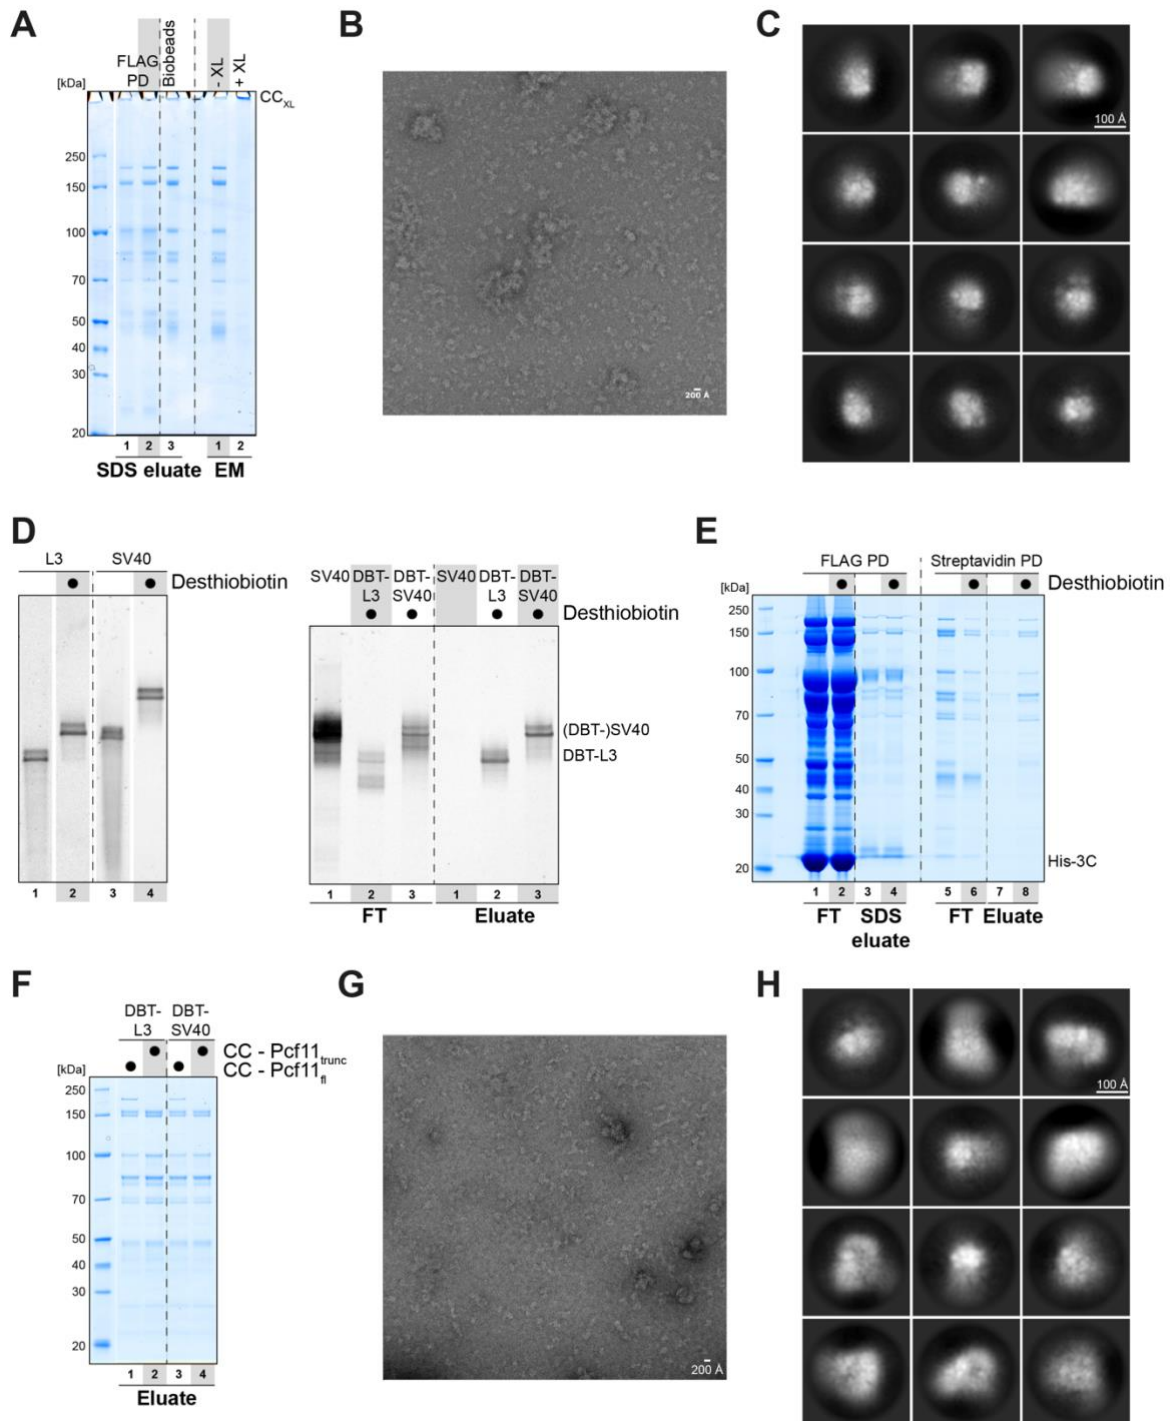 A
FLAG PD
Biobeads
- XL
+ XL
[kDa]
CCXL
250
150
100
70
50
40
30
20
1 2 3 1 2
SDS eluate EM
B
200 Å
C
100 Å
D
L3 SV40
● ● Desthiobiotin
1 2 3 4
SV40 DBT-L3 DBT-SV40 SV40 DBT-L3 DBT-SV40
● ● ● ● Desthiobiotin
(DBT-)SV40
DBT-L3
1 2 3 1 2 3
FT Eluate
E
FLAG PD Streptavidin PD
● ● ● ● Desthiobiotin
[kDa]
250
150
100
70
50
40
30
20
His-3C
1 2 3 4 5 6 7 8
FT SDS eluate FT Eluate
F
DBT-L3 DBT-SV40
● ● CC - Pcf11trunc
● ● CC - Pcf11fl
[kDa]
250
150
100
70
50
40
30
20
1 2 3 4
Eluate
G
200 Å
H
100 Å